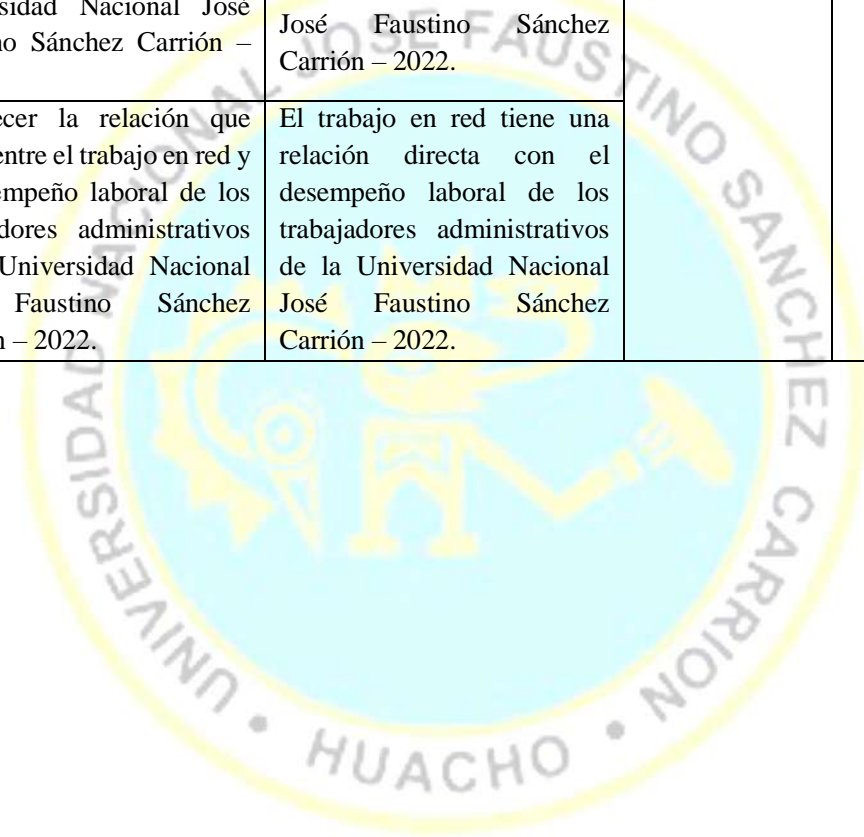 sidad Nacional José
no Sánchez Carrión –
ecer la relación que
entre el trabajo en red y
empeño laboral de los
dores administrativos
Universidad Nacional
Faustino Sánchez
n – 2022.
José Faustino Sánchez
Carrión – 2022.
El trabajo en red tiene una
relación directa con el
desempeño laboral de los
trabajadores administrativos
de la Universidad Nacional
José Faustino Sánchez
Carrión – 2022.
UNIVERSIDAD NACIONAL JOSE FAUSTINO SANCHEZ CARRION
• HUACHO •